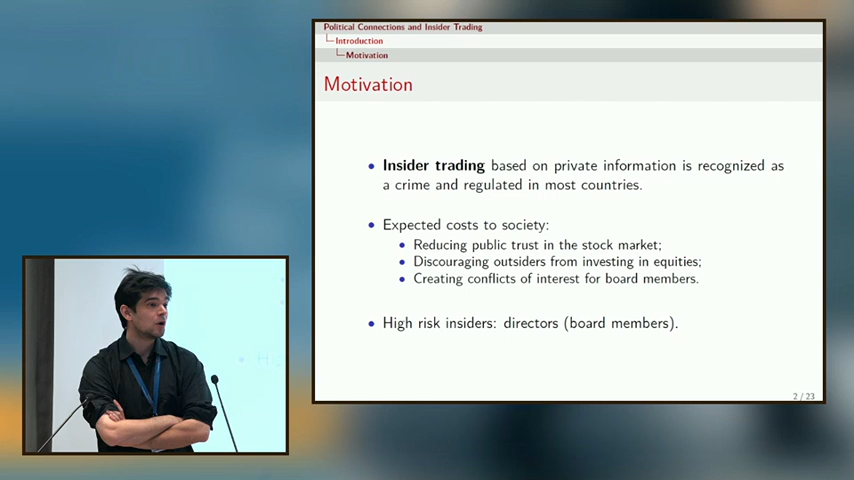 Political Connections and Insider Trading
Introduction
Motivation
Motivation
Insider trading based on private information is recognized as
a crime and regulated in most countries.
Expected costs to society:
Reducing public trust in the stock market;
Discouraging outsiders from investing in equities;
Creating conflicts of interest for board members.
High risk insiders: directors (board members).
2 / 23